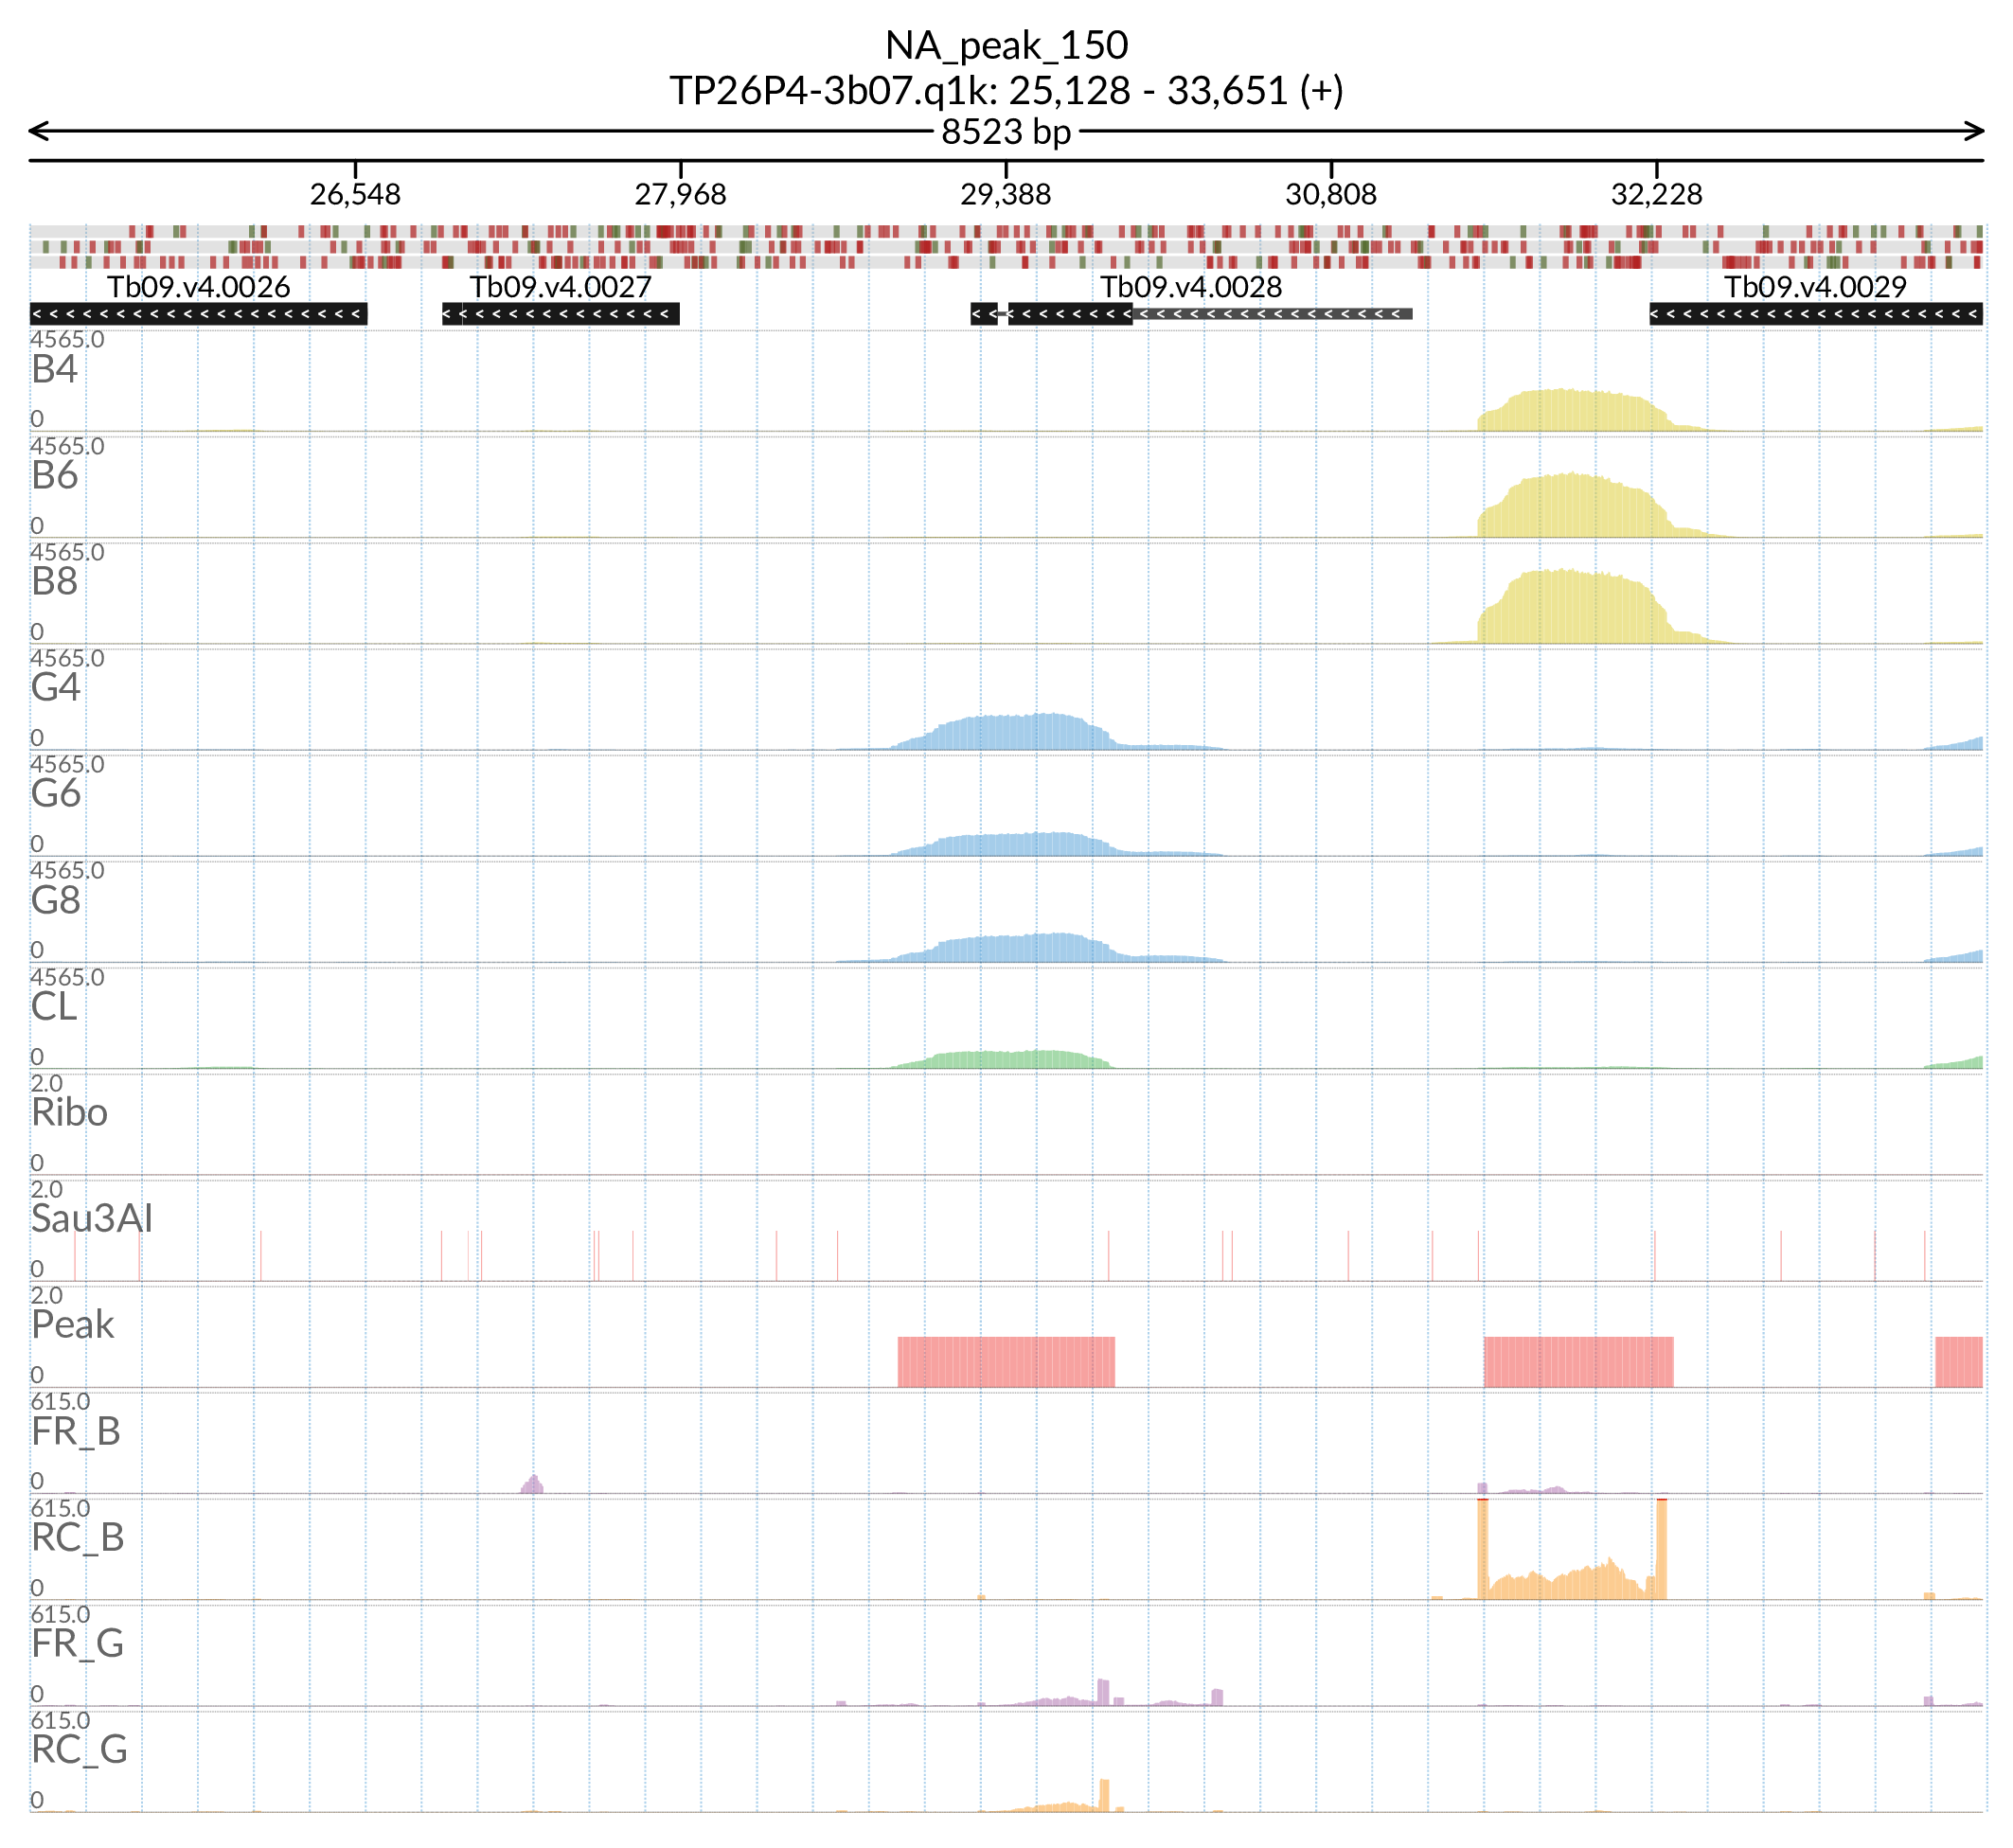 NA_peak_150
TP26P4-3b07.q1k: 25,128 - 33,651 (+)
8523 bp
26,548 27,968 29,388 30,808 32,228
Tb09.v4.0026 Tb09.v4.0027 Tb09.v4.0028 Tb09.v4.0029
4565.0
B4
0
4565.0
B6
0
4565.0
B8
0
4565.0
G4
0
4565.0
G6
0
4565.0
G8
0
4565.0
CL
0
2.0
Ribo
0
2.0
Sau3AI
0
2.0
Peak
0
615.0
FR_B
0
615.0
RC_B
0
615.0
FR_G
0
615.0
RC_G
0